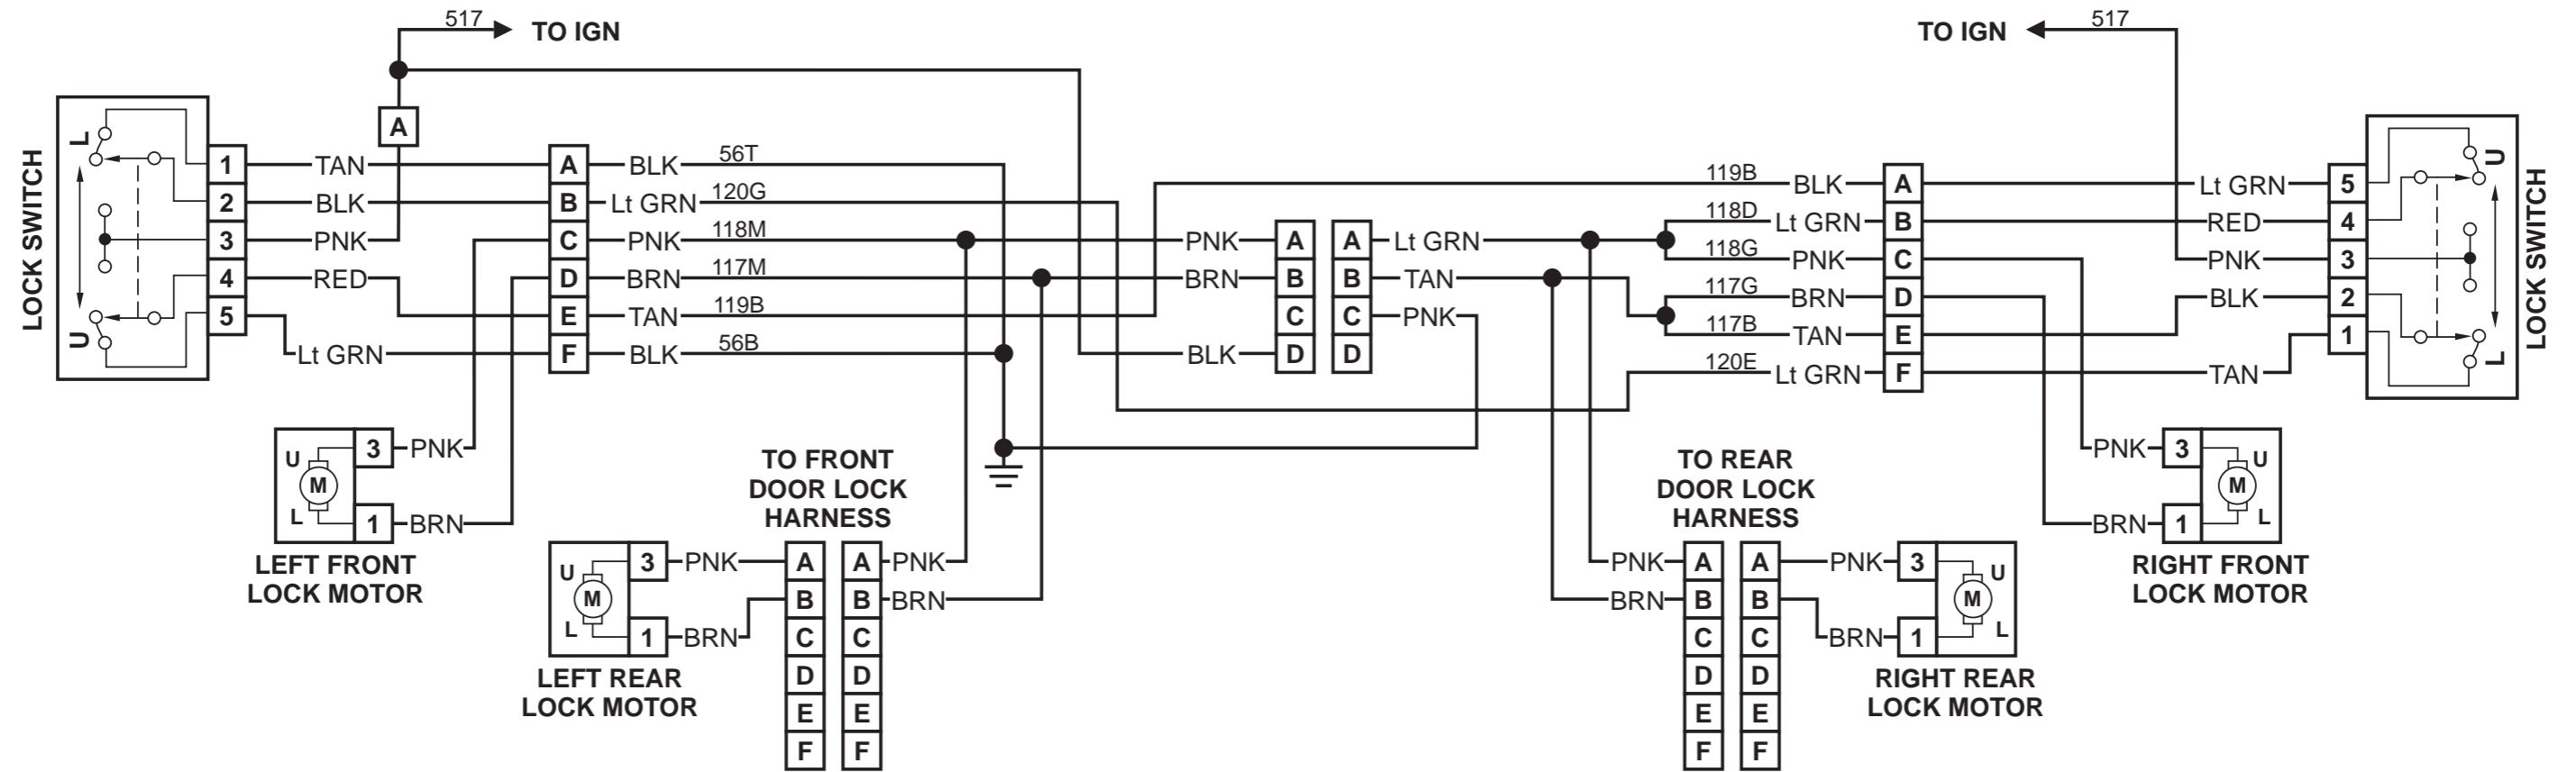 517 TO IGN
TO IGN 517
A
LOCK SWITCH
L
U
1 TAN A BLK 56T
2 BLK B Lt GRN 120G
3 PNK C PNK 118M PNK A
4 RED D BRN 117M BRN B
5 Lt GRN E TAN 119B C
F BLK 56B BLK D
A Lt GRN
B TAN
C PNK
D
119B BLK A Lt GRN 5
118D Lt GRN B RED 4
118G PNK C PNK 3
117G BRN D BLK 2
117B TAN E 1
120E Lt GRN F TAN
U
L
LOCK SWITCH
U
M
L
3 PNK
1 BRN
LEFT FRONT
LOCK MOTOR
U
M
L
3 PNK
1 BRN
LEFT REAR
LOCK MOTOR
TO FRONT
DOOR LOCK
HARNESS
A A PNK
B B BRN
C C
D D
E E
F F
TO REAR
DOOR LOCK
HARNESS
PNK A A PNK 3
BRN B B
C C BRN 1
D D
E E
F F
U
M
L
RIGHT REAR
LOCK MOTOR
PNK 3
BRN 1
U
M
L
RIGHT FRONT
LOCK MOTOR